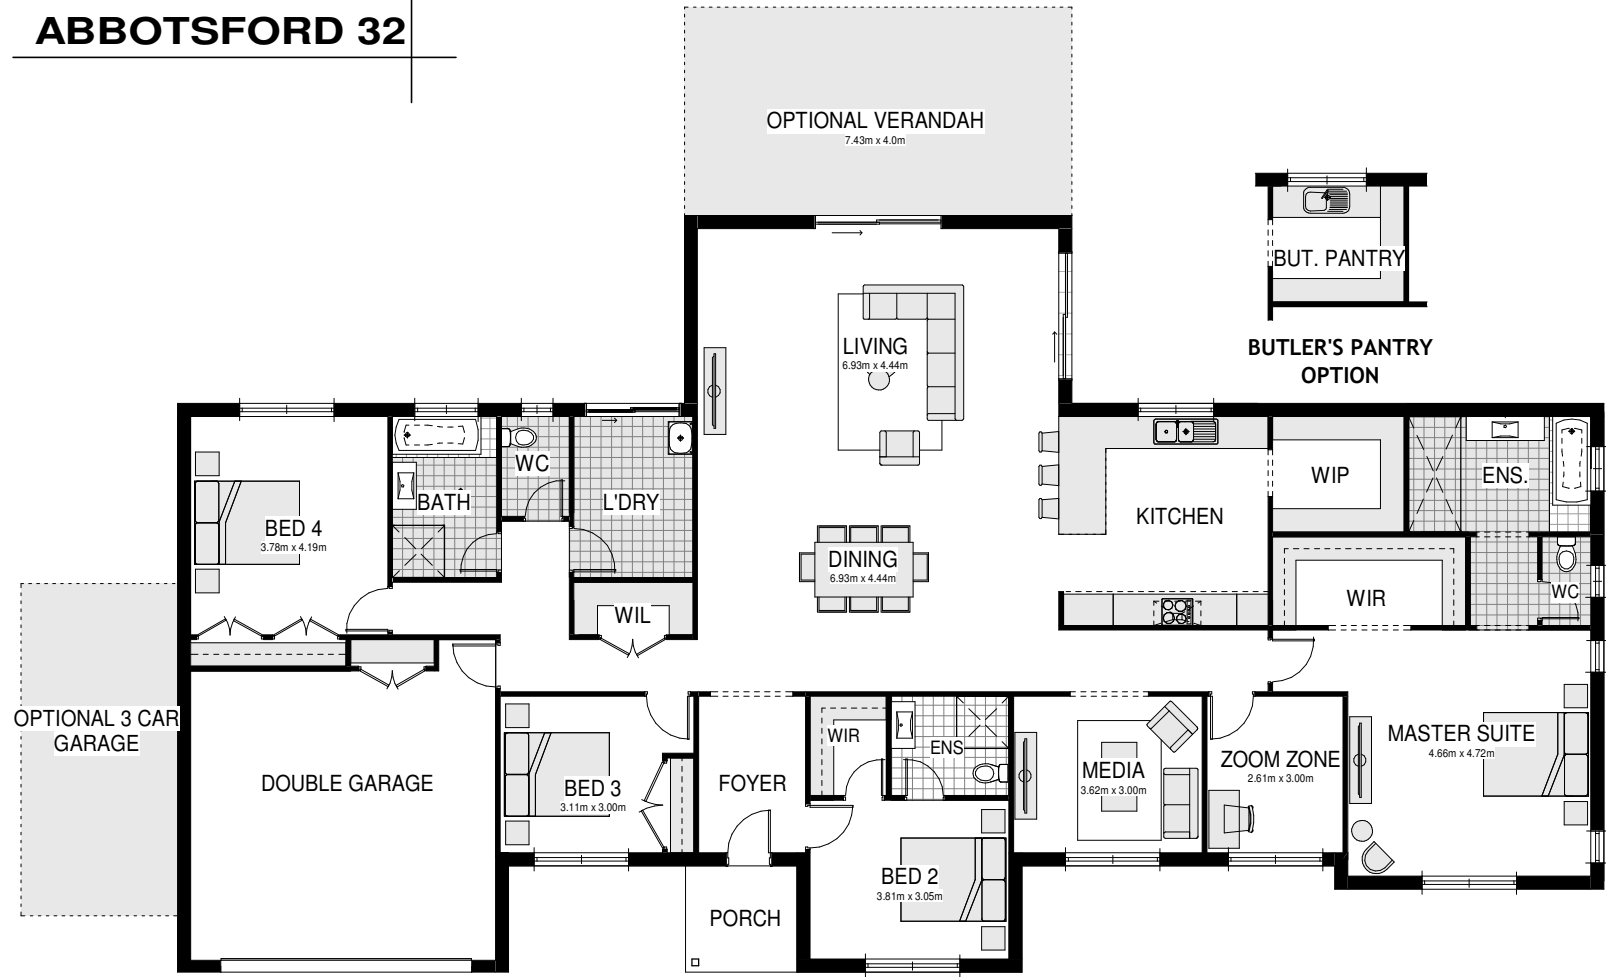 ABBOTSFORD 32
OPTIONAL VERANDAH
7.43m x 4.0m
BUT. PANTRY
BUTLER'S PANTRY
OPTION
LIVING
6.93m x 4.44m
BED 4
3.78m x 4.19m
BATH
WC
L'DRY
WIL
DINING
6.93m x 4.44m
KITCHEN
WIP
ENS.
WIR
WC
OPTIONAL 3 CAR
GARAGE
DOUBLE GARAGE
BED 3
3.11m x 3.00m
FOYER
WIR
ENS
MEDIA
3.62m x 3.00m
ZOOM ZONE
2.61m x 3.00m
MASTER SUITE
4.66m x 4.72m
BED 2
3.81m x 3.05m
PORCH